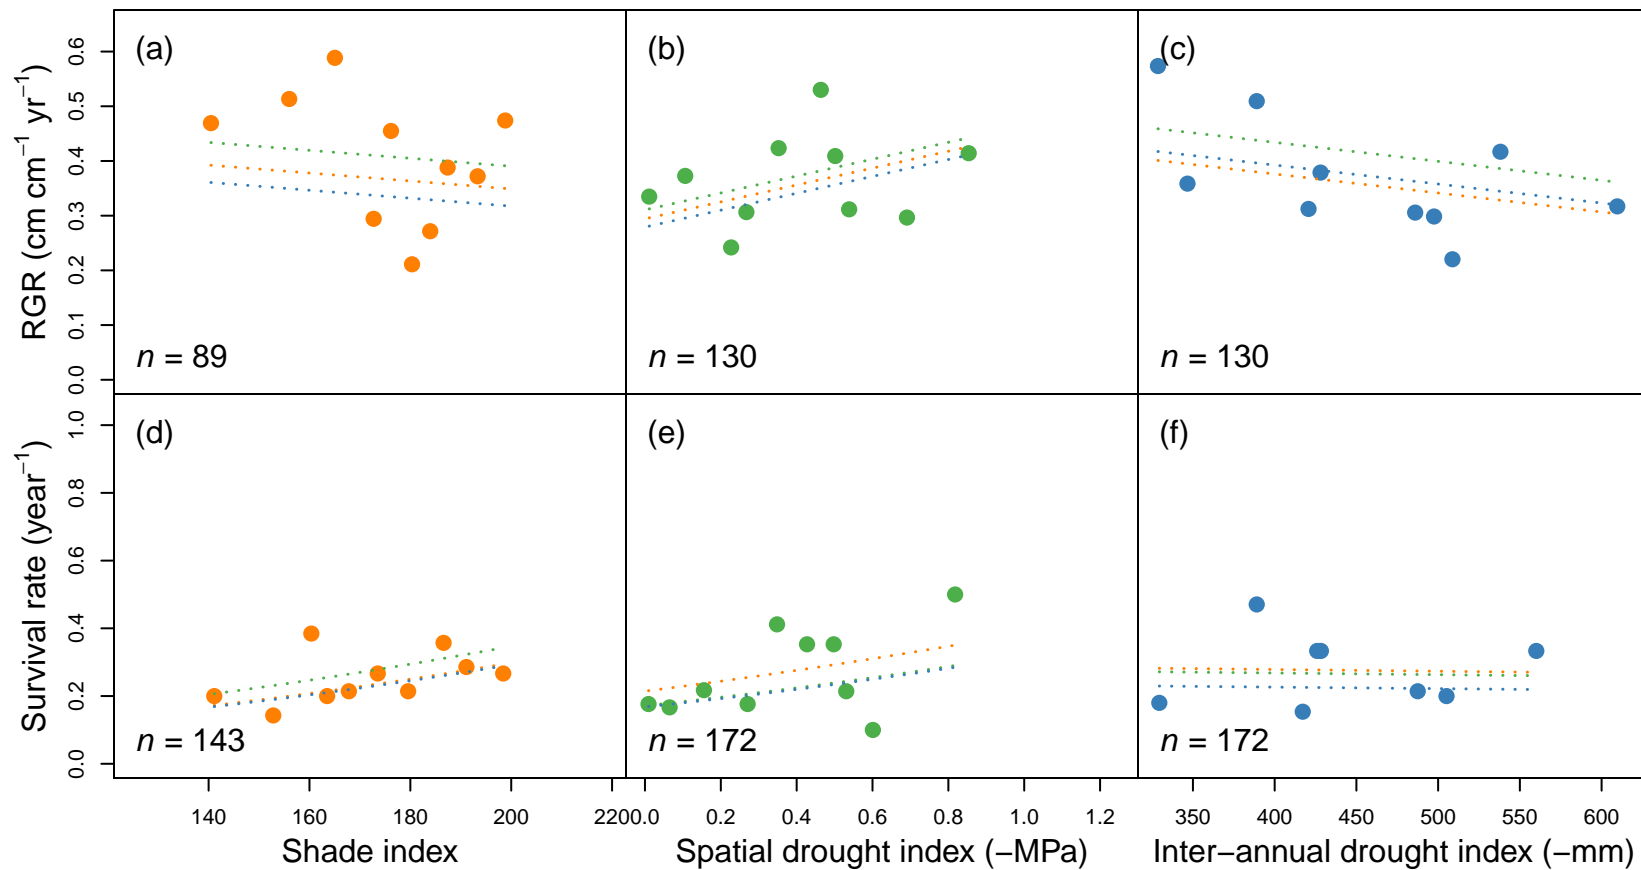 (a)
(b)
(c)
RGR (cm cm⁻¹ yr⁻¹)
0.6
0.5
0.4
0.3
0.2
0.1
0.0
n = 89
n = 130
n = 130
(d)
(e)
(f)
Survival rate (year⁻¹)
1.0
0.8
0.6
0.4
0.2
0.0
n = 143
n = 172
n = 172
140 160 180 200 220
0.0 0.2 0.4 0.6 0.8 1.0 1.2
350 400 450 500 550 600
Shade index
Spatial drought index (−MPa)
Inter−annual drought index (−mm)